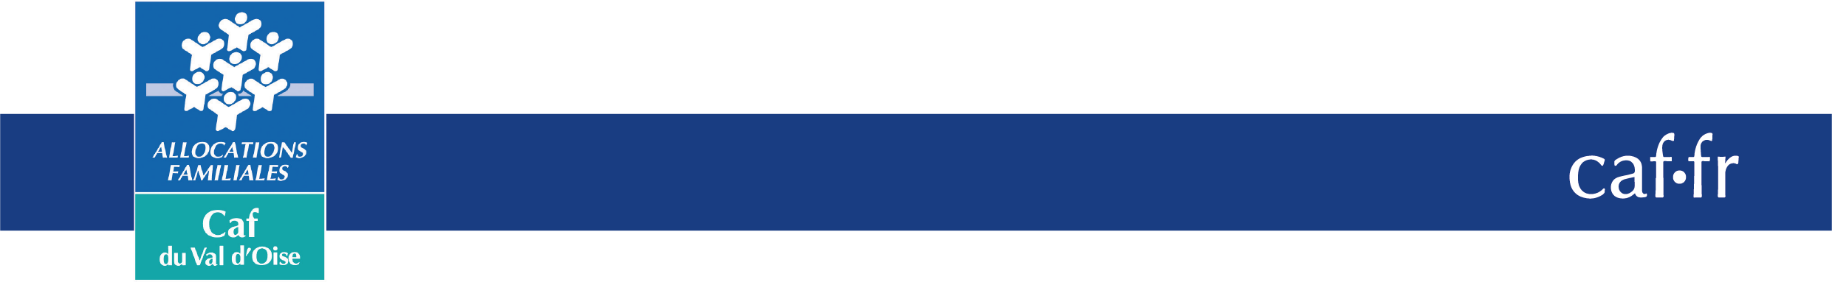 ALLOCATIONS
FAMILIALES
Caf
du Val d'Oise
caf.fr